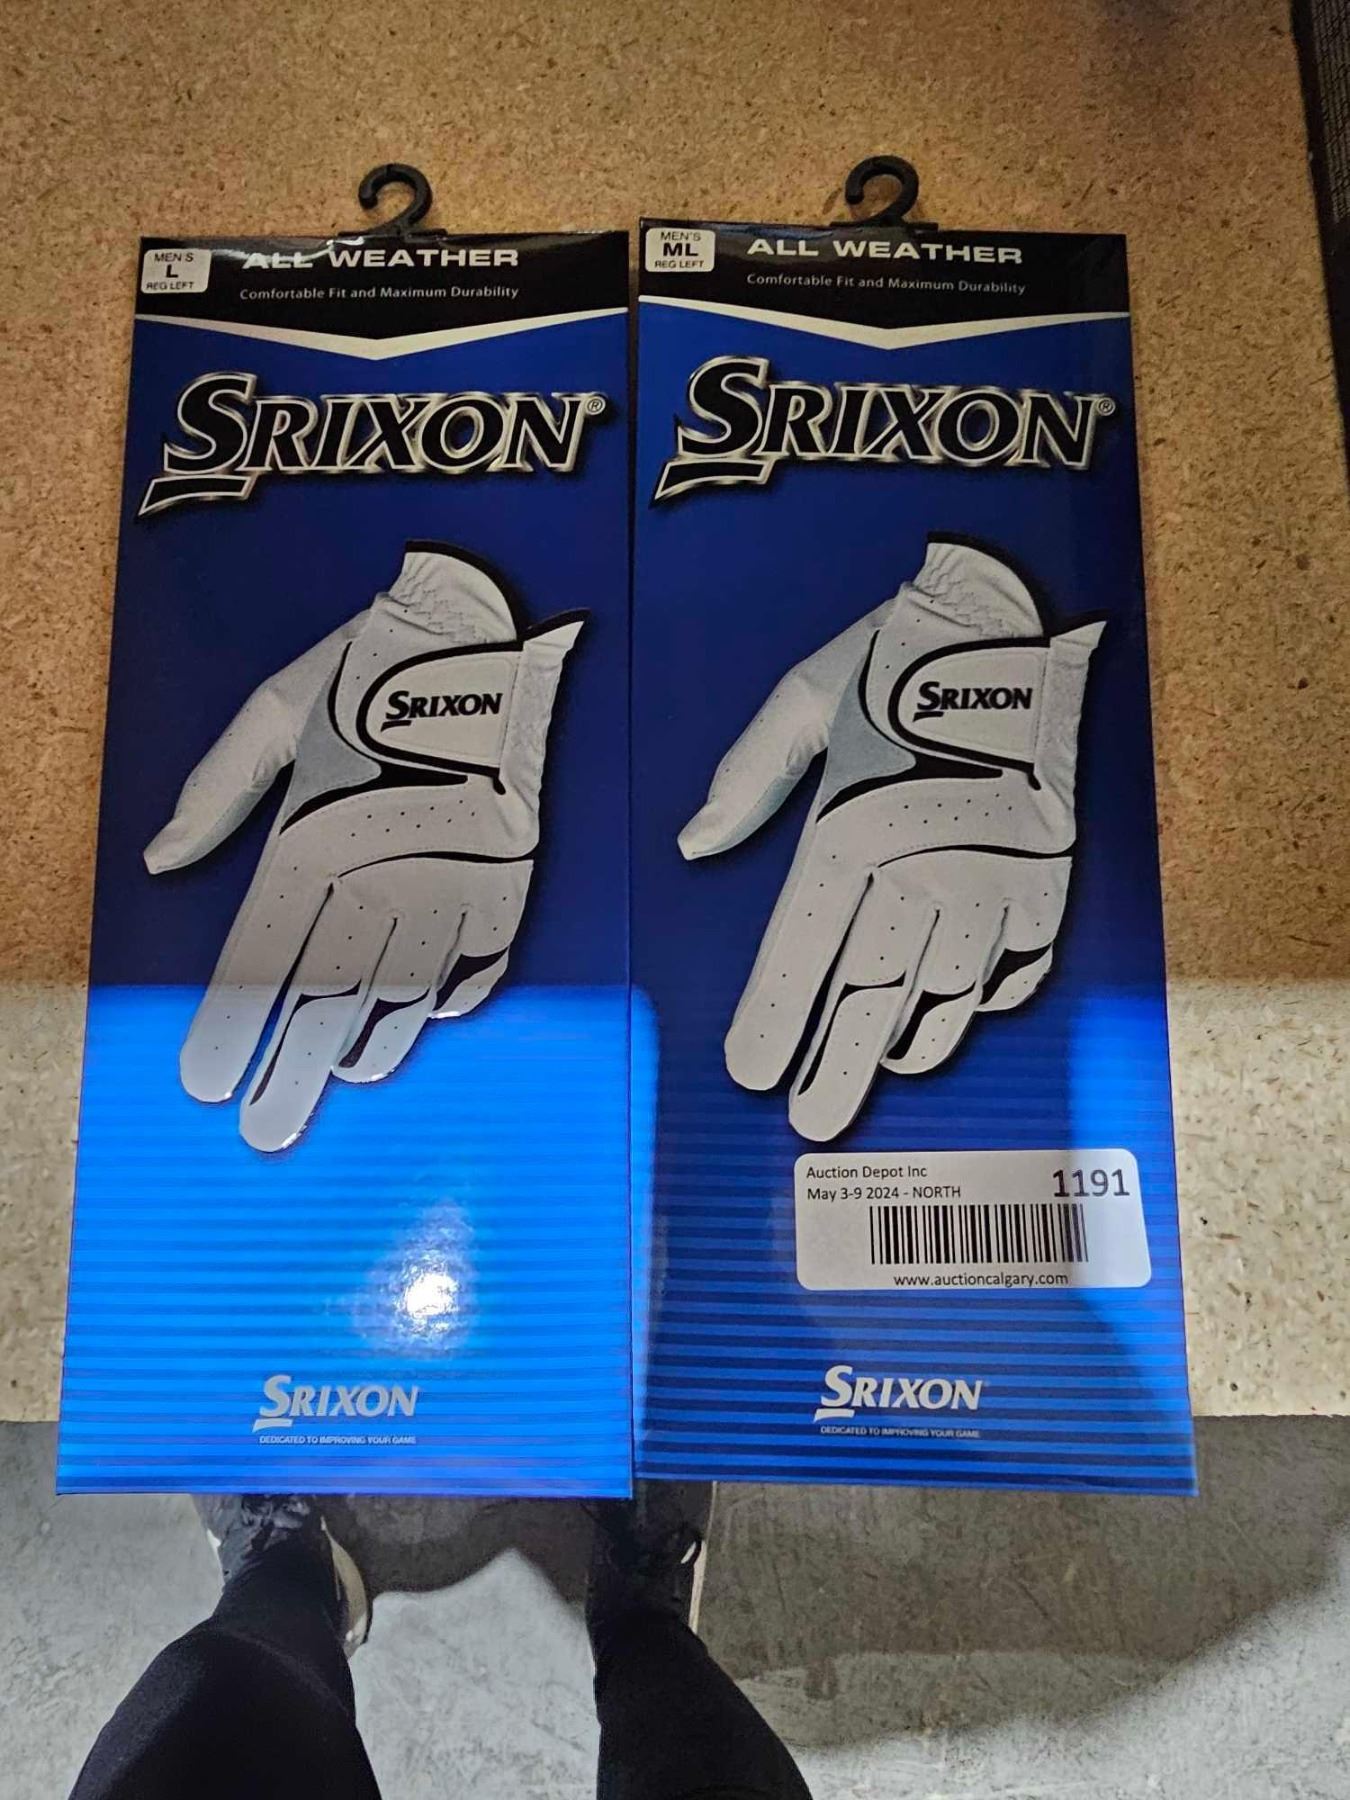 MEN'S
L
REG LEFT
ALL WEATHER
Comfortable Fit and Maximum Durability
SRIXON®
SRIXON
SRIXON
DEDICATED TO IMPROVING YOUR GAME
MEN'S
ML
REG LEFT
ALL WEATHER
Comfortable Fit and Maximum Durability
SRIXON®
SRIXON
Auction Depot Inc
May 3-9 2024 - NORTH
1191
www.auctioncalgary.com
SRIXON
DEDICATED TO IMPROVING YOUR GAME